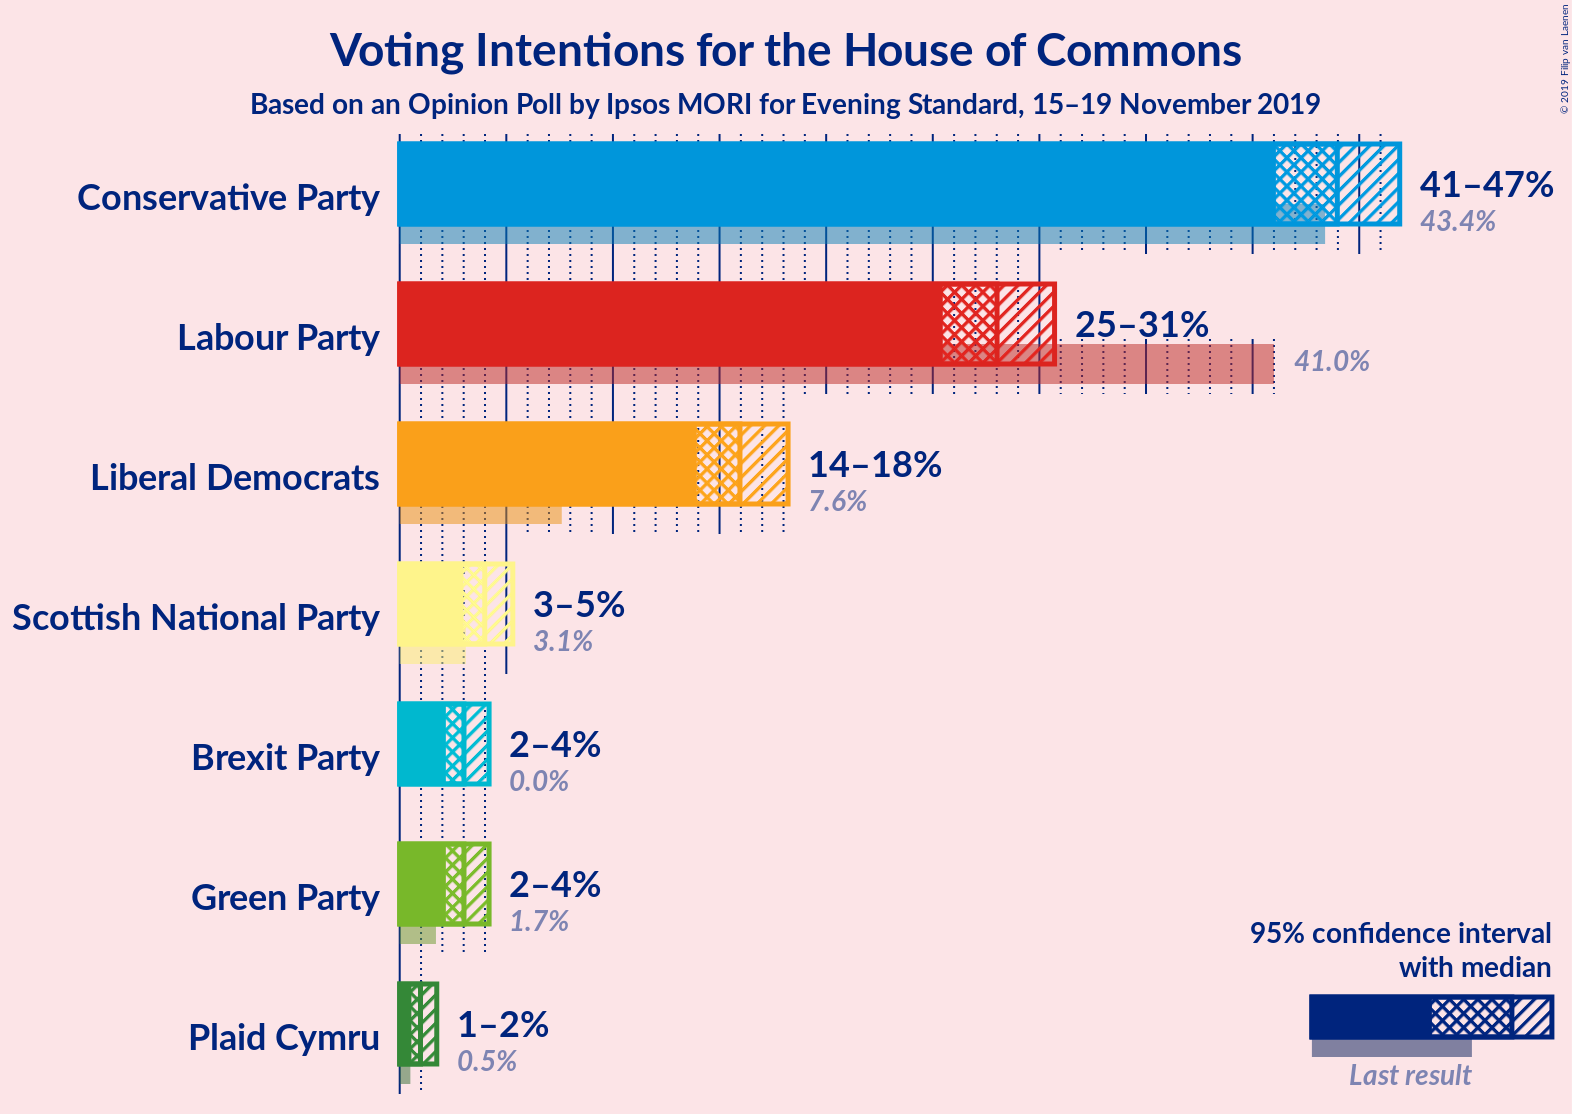 Voting Intentions for the House of Commons
Based on an Opinion Poll by Ipsos MORI for Evening Standard, 15–19 November 2019
© 2019 Filip van Laenen
Conservative Party
41–47%
43.4%
Labour Party
25–31%
41.0%
Liberal Democrats
14–18%
7.6%
Scottish National Party
3–5%
3.1%
Brexit Party
2–4%
0.0%
Green Party
2–4%
1.7%
Plaid Cymru
1–2%
0.5%
95% confidence interval
with median
Last result